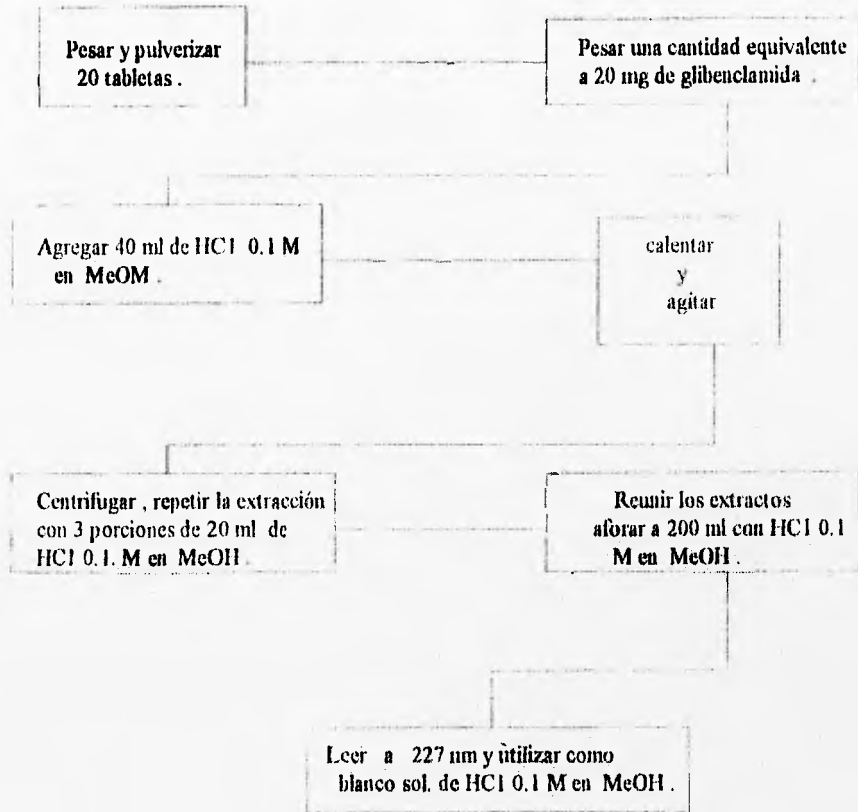 Pesar y pulverizar
20 tabletas .
Pesar una cantidad equivalente
a 20 mg de glibenclamida .
Agregar 40 ml de HCl 0.1 M
en MeOM .
calentar
y
agitar
Centrifugar , repetir la extracción
con 3 porciones de 20 ml de
HCl 0.1. M en MeOH .
Reunir los extractos
aforar a 200 ml con HCl 0.1
M en MeOH .
Leer a 227 nm y utilizar como
blanco sol. de HCl 0.1 M en MeOH .